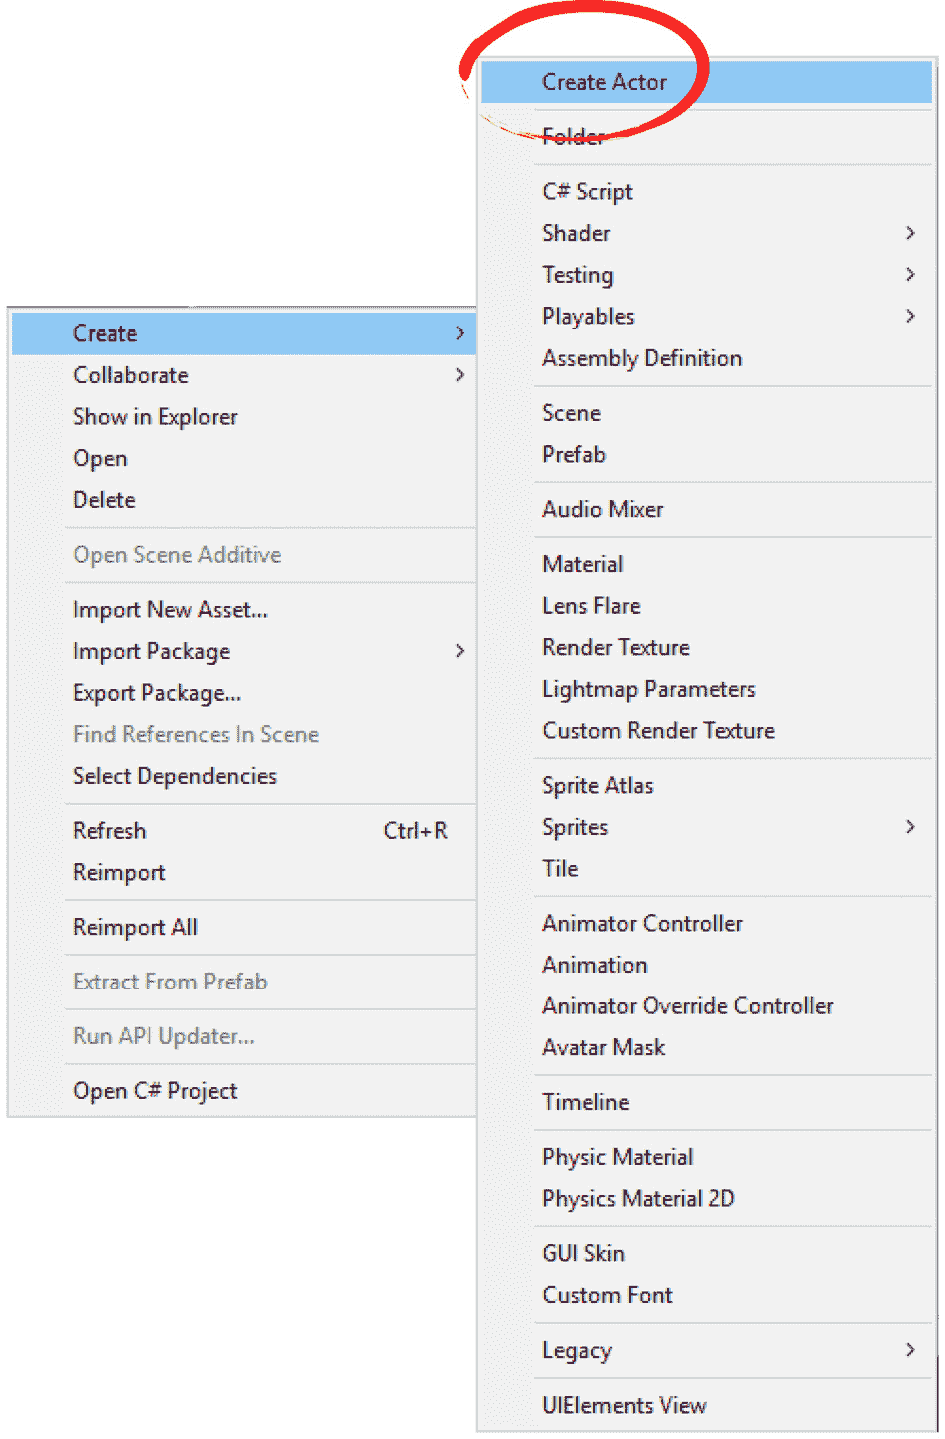 Create
Collaborate
Show in Explorer
Open
Delete
Open Scene Additive
Import New Asset...
Import Package
Export Package...
Find References In Scene
Select Dependencies
Refresh Ctrl+R
Reimport
Reimport All
Extract From Prefab
Run API Updater...
Open C# Project
Create Actor
Folder
C# Script
Shader
Testing
Playables
Assembly Definition
Scene
Prefab
Audio Mixer
Material
Lens Flare
Render Texture
Lightmap Parameters
Custom Render Texture
Sprite Atlas
Sprites
Tile
Animator Controller
Animation
Animator Override Controller
Avatar Mask
Timeline
Physic Material
Physics Material 2D
GUI Skin
Custom Font
Legacy
UIElements View